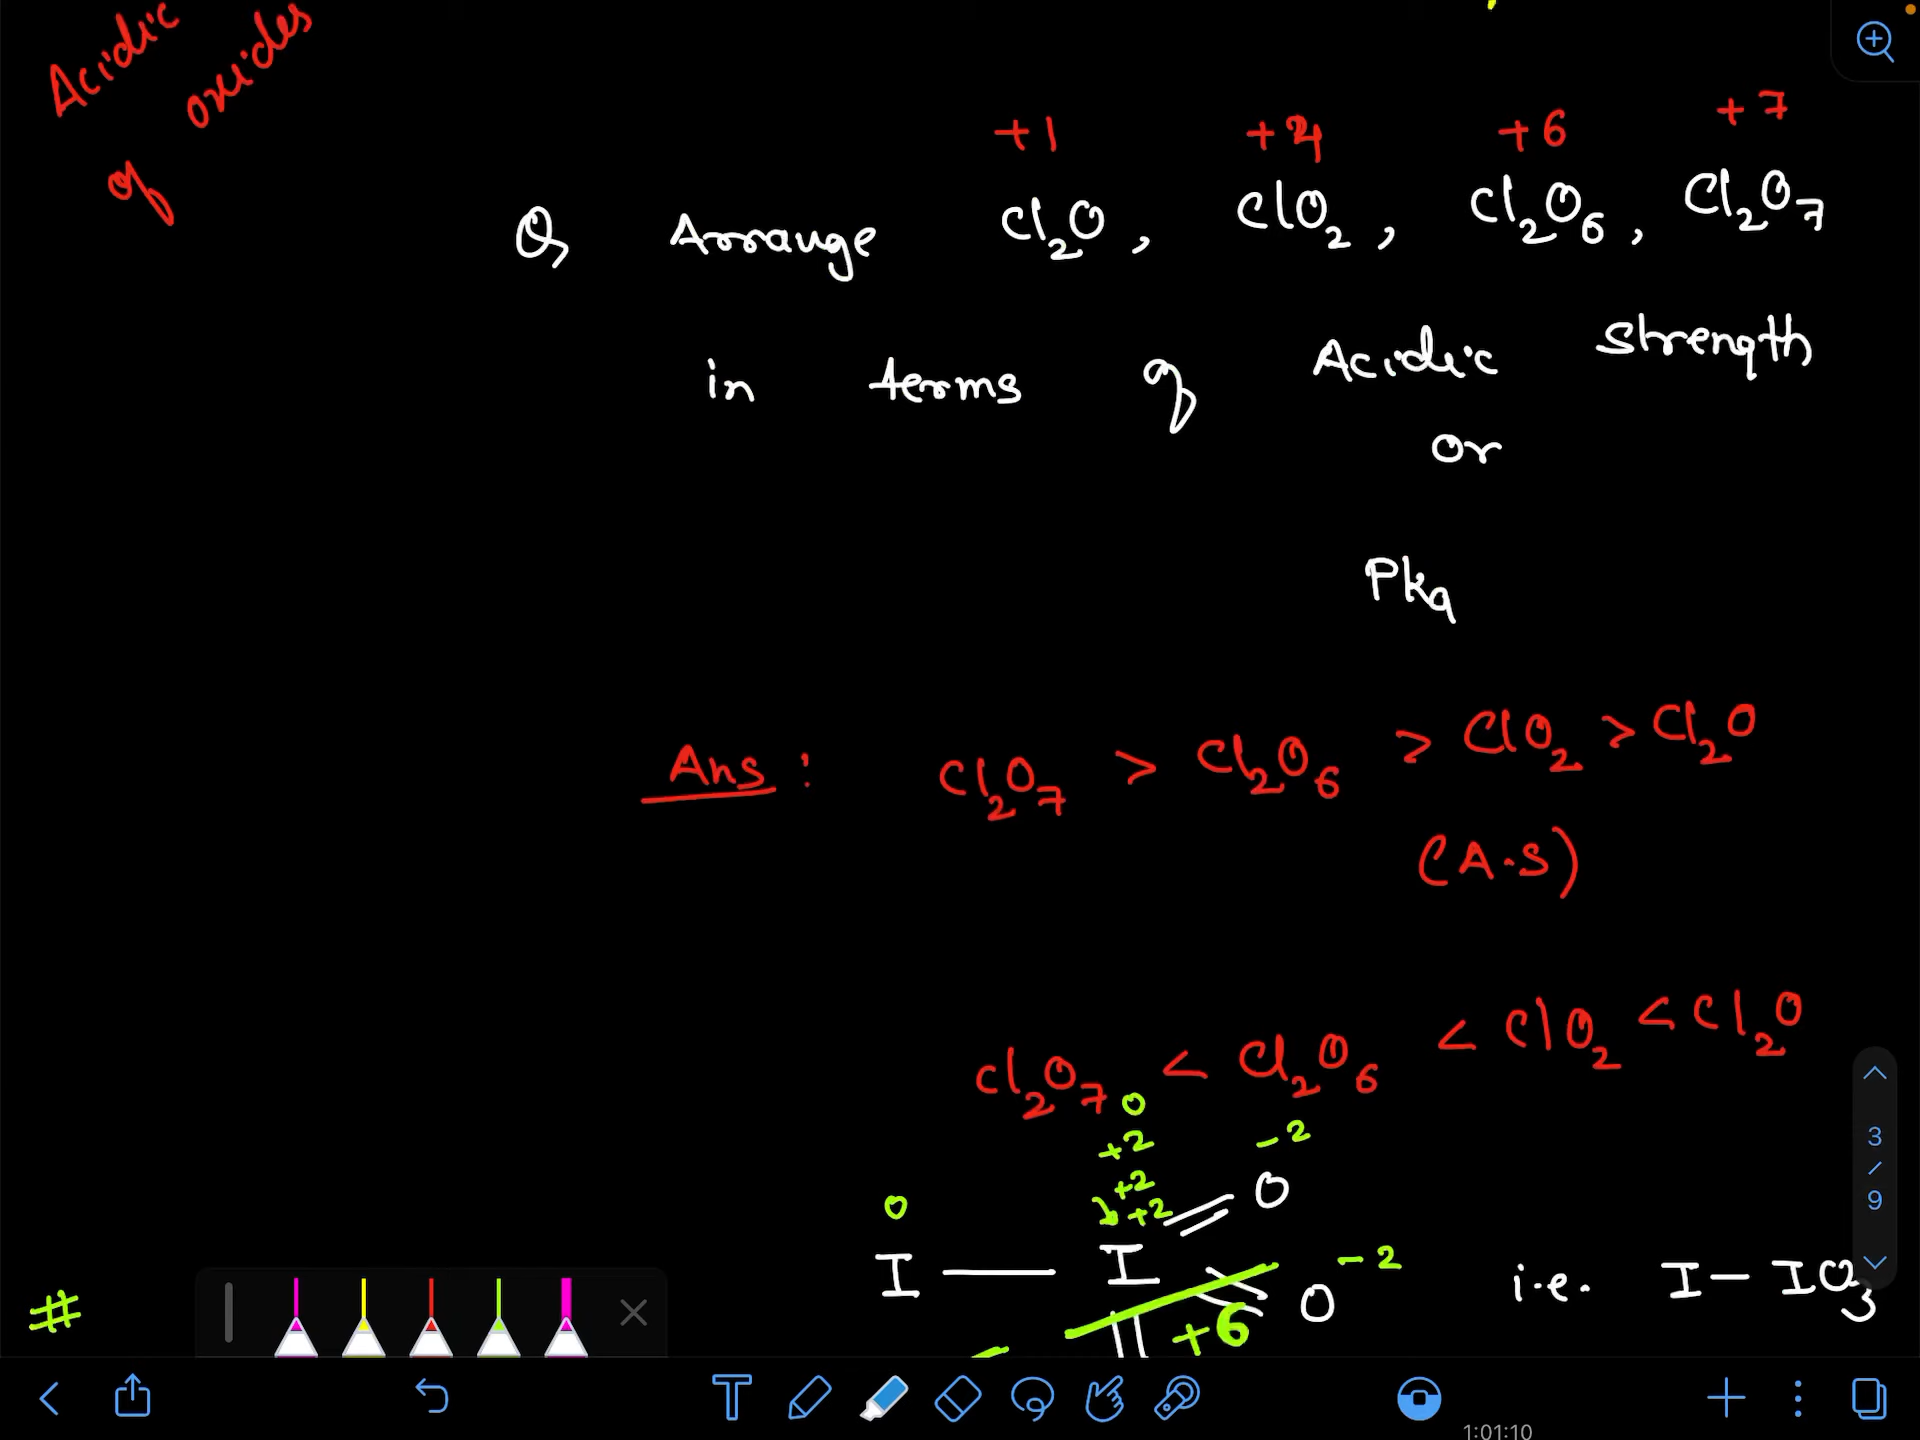 Acidic
of oxides
+1 +4 +6 +7
Q Arrange Cl₂O, ClO₂, Cl₂O₆, Cl₂O₇
in terms of Acidic strength
or
Pka
Ans : Cl₂O₇ > Cl₂O₆ > ClO₂ > Cl₂O
(A.S)
Cl₂O₇ < Cl₂O₆ < ClO₂ < Cl₂O
0
+2 -2
+2
0 +2 O
I — I O -2 i.e. I - IO₃
# +6
3
/
9
T
1:01:10